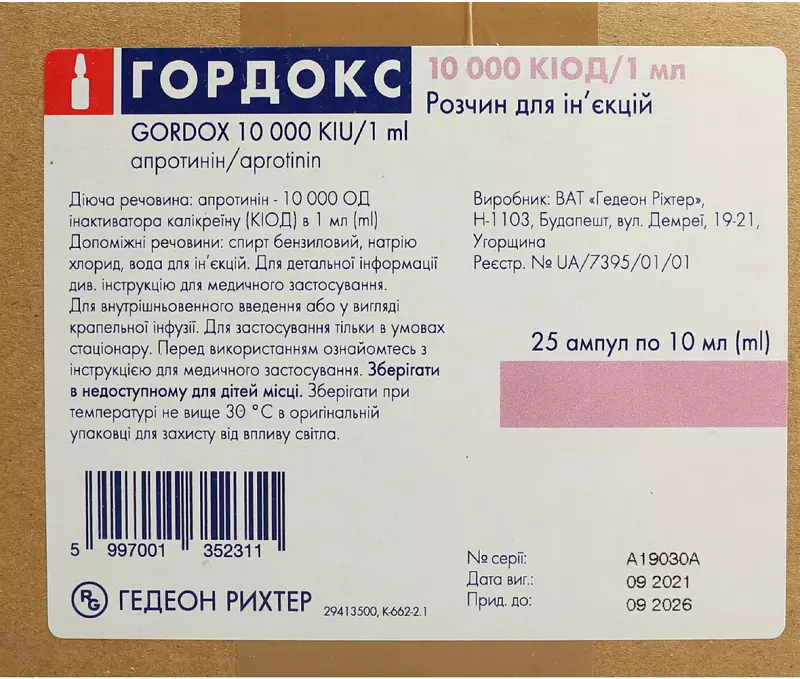 ГОРДОКС 10 000 КІОД/1 мл
Розчин для ін'єкцій
GORDOX 10 000 KIU/1 ml
апротинін/aprotinin
Діюча речовина: апротинін - 10 000 ОД
інактиватора калікреїну (КІОД) в 1 мл (ml)
Допоміжні речовини: спирт бензиловий, натрію
хлорид, вода для ін'єкцій. Для детальної інформації
див. інструкцію для медичного застосування.
Для внутрішньовенного введення або у вигляді
крапельної інфузії. Для застосування тільки в умовах
стаціонару. Перед використанням ознайомтесь з
інструкцією для медичного застосування. Зберігати
в недоступному для дітей місці. Зберігати при
температурі не вище 30 °C в оригінальній
упаковці для захисту від впливу світла.
Виробник: ВАТ «Гедеон Ріхтер»,
Н-1103, Будапешт, вул. Демреї, 19-21,
Угорщина
Реєстр. № UA/7395/01/01
25 ампул по 10 мл (ml)
5 997001 352311
RG ГЕДЕОН РИХТЕР 29413500, K-662-2.1
№ серії: A19030A
Дата виг.: 09 2021
Прид. до: 09 2026